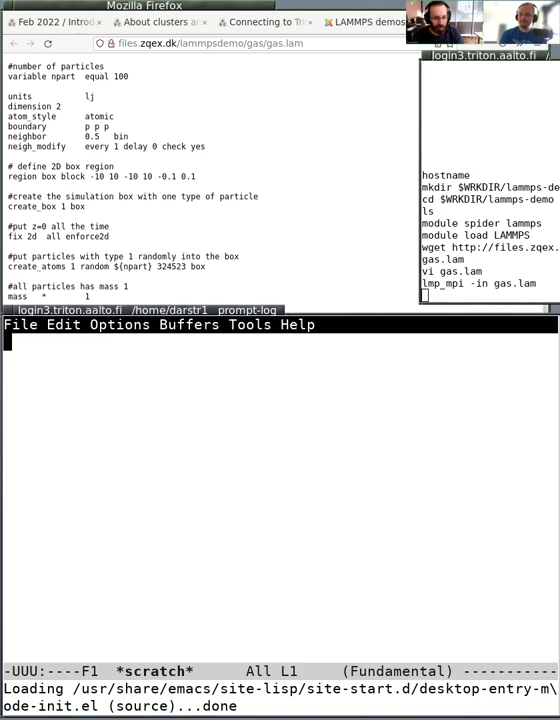 Mozilla Firefox
Feb 2022 / Introd × About clusters a × Connecting to Tri × LAMMPS demos
files.zqex.dk/lammpsdemo/gas/gas.lam
#number of particles
variable npart equal 100
units lj
dimension 2
atom_style atomic
boundary p p p
neighbor 0.5 bin
neigh_modify every 1 delay 0 check yes
# define 2D box region
region box block -10 10 -10 10 -0.1 0.1
#create the simulation box with one type of particle
create_box 1 box
#put z=0 all the time
fix 2d all enforce2d
#put particles with type 1 randomly into the box
create_atoms 1 random ${npart} 324523 box
#all particles has mass 1
mass * 1
login3.triton.aalto.fi /
hostname
mkdir $WRKDIR/lammps-de
cd $WRKDIR/lammps-demo
ls
module spider lammps
module load LAMMPS
wget http://files.zqex.
gas.lam
vi gas.lam
lmp_mpi -in gas.lam
login3.triton.aalto.fi /home/darstr1 prompt-log
File Edit Options Buffers Tools Help
-UUU:----F1 *scratch* All L1 (Fundamental) -----------
Loading /usr/share/emacs/site-lisp/site-start.d/desktop-entry-m\
ode-init.el (source)...done